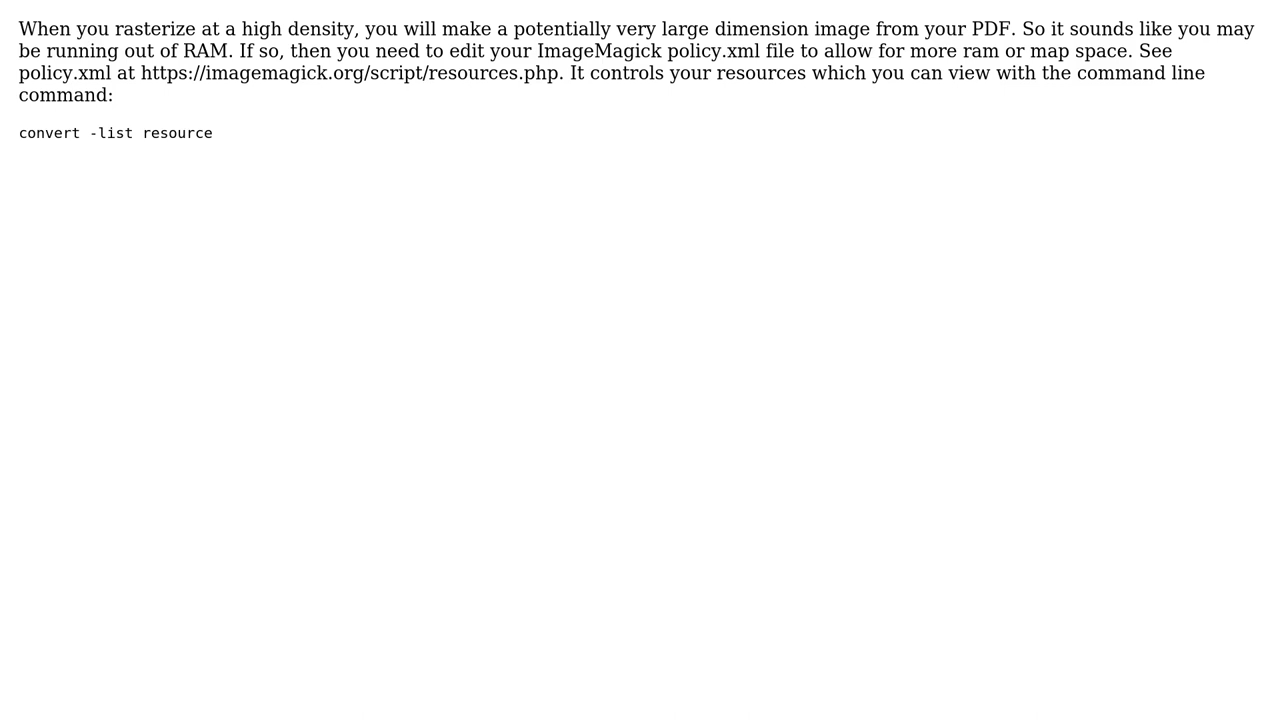 When you rasterize at a high density, you will make a potentially very large dimension image from your PDF. So it sounds like you may
be running out of RAM. If so, then you need to edit your ImageMagick policy.xml file to allow for more ram or map space. See
policy.xml at https://imagemagick.org/script/resources.php. It controls your resources which you can view with the command line
command:
convert -list resource